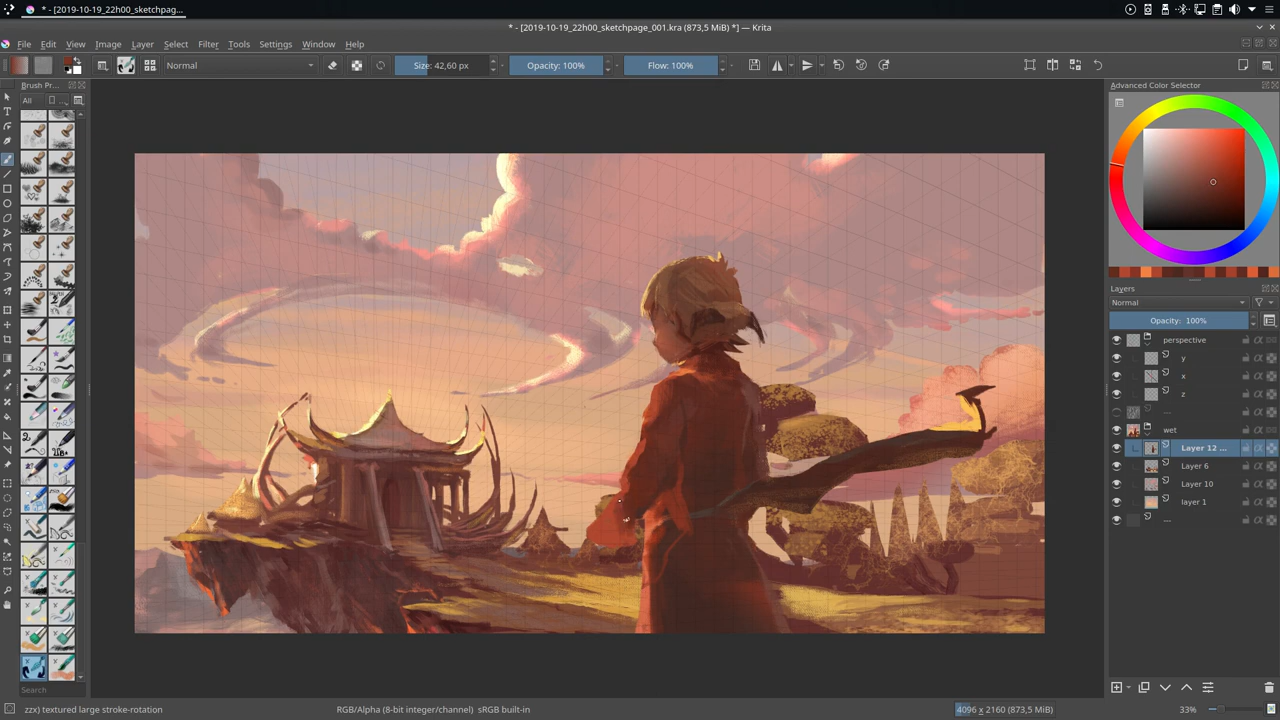 * - [2019-10-19_22h00_sketchpag...
* - [2019-10-19_22h00_sketchpage_001.kra (873,5 MiB) *] — Krita
File Edit View Image Layer Select Filter Tools Settings Window Help
Normal Size: 42,60 px Opacity: 100% Flow: 100%
Brush Pr...
All
Search
Advanced Color Selector
Layers
Normal
Opacity: 100%
perspective
y
x
z
...
wet
Layer 12 ...
Layer 6
Layer 10
layer 1
...
zzx) textured large stroke-rotation RGB/Alpha (8-bit integer/channel) sRGB built-in 4096 x 2160 (873,5 MiB) 33%